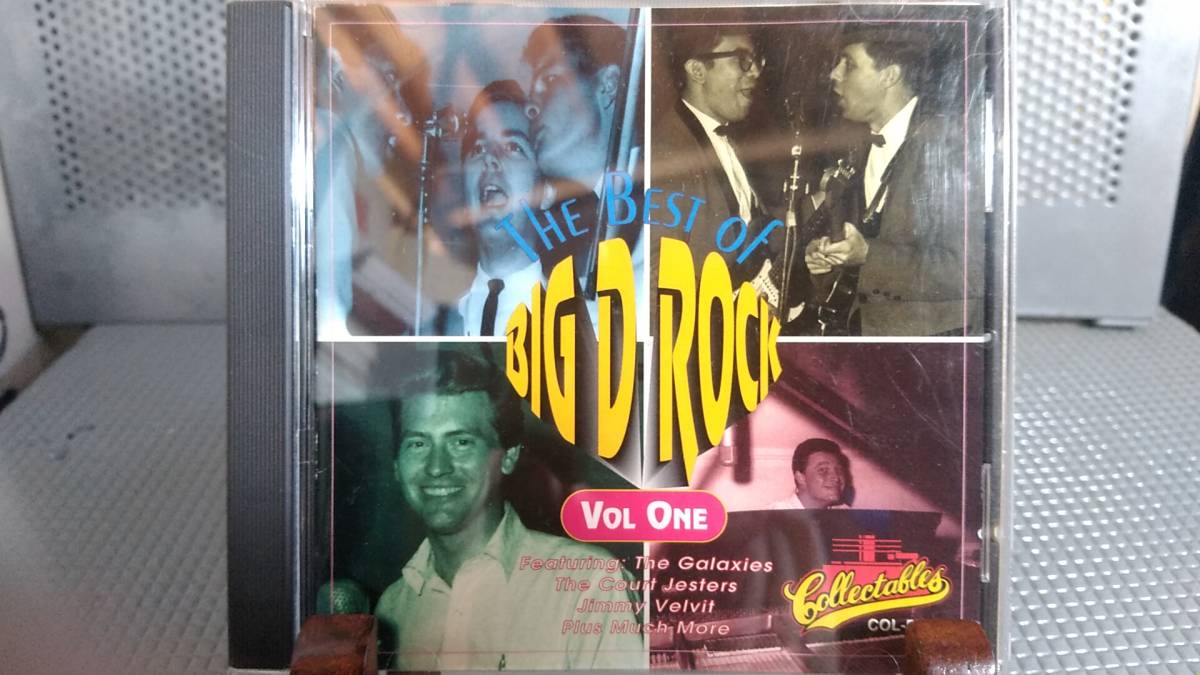 The Best of
Big D Rock
Vol One
Featuring: The Galaxies
The Court Jesters
Jimmy Velvit
Plus Much More
Collectables
COL-